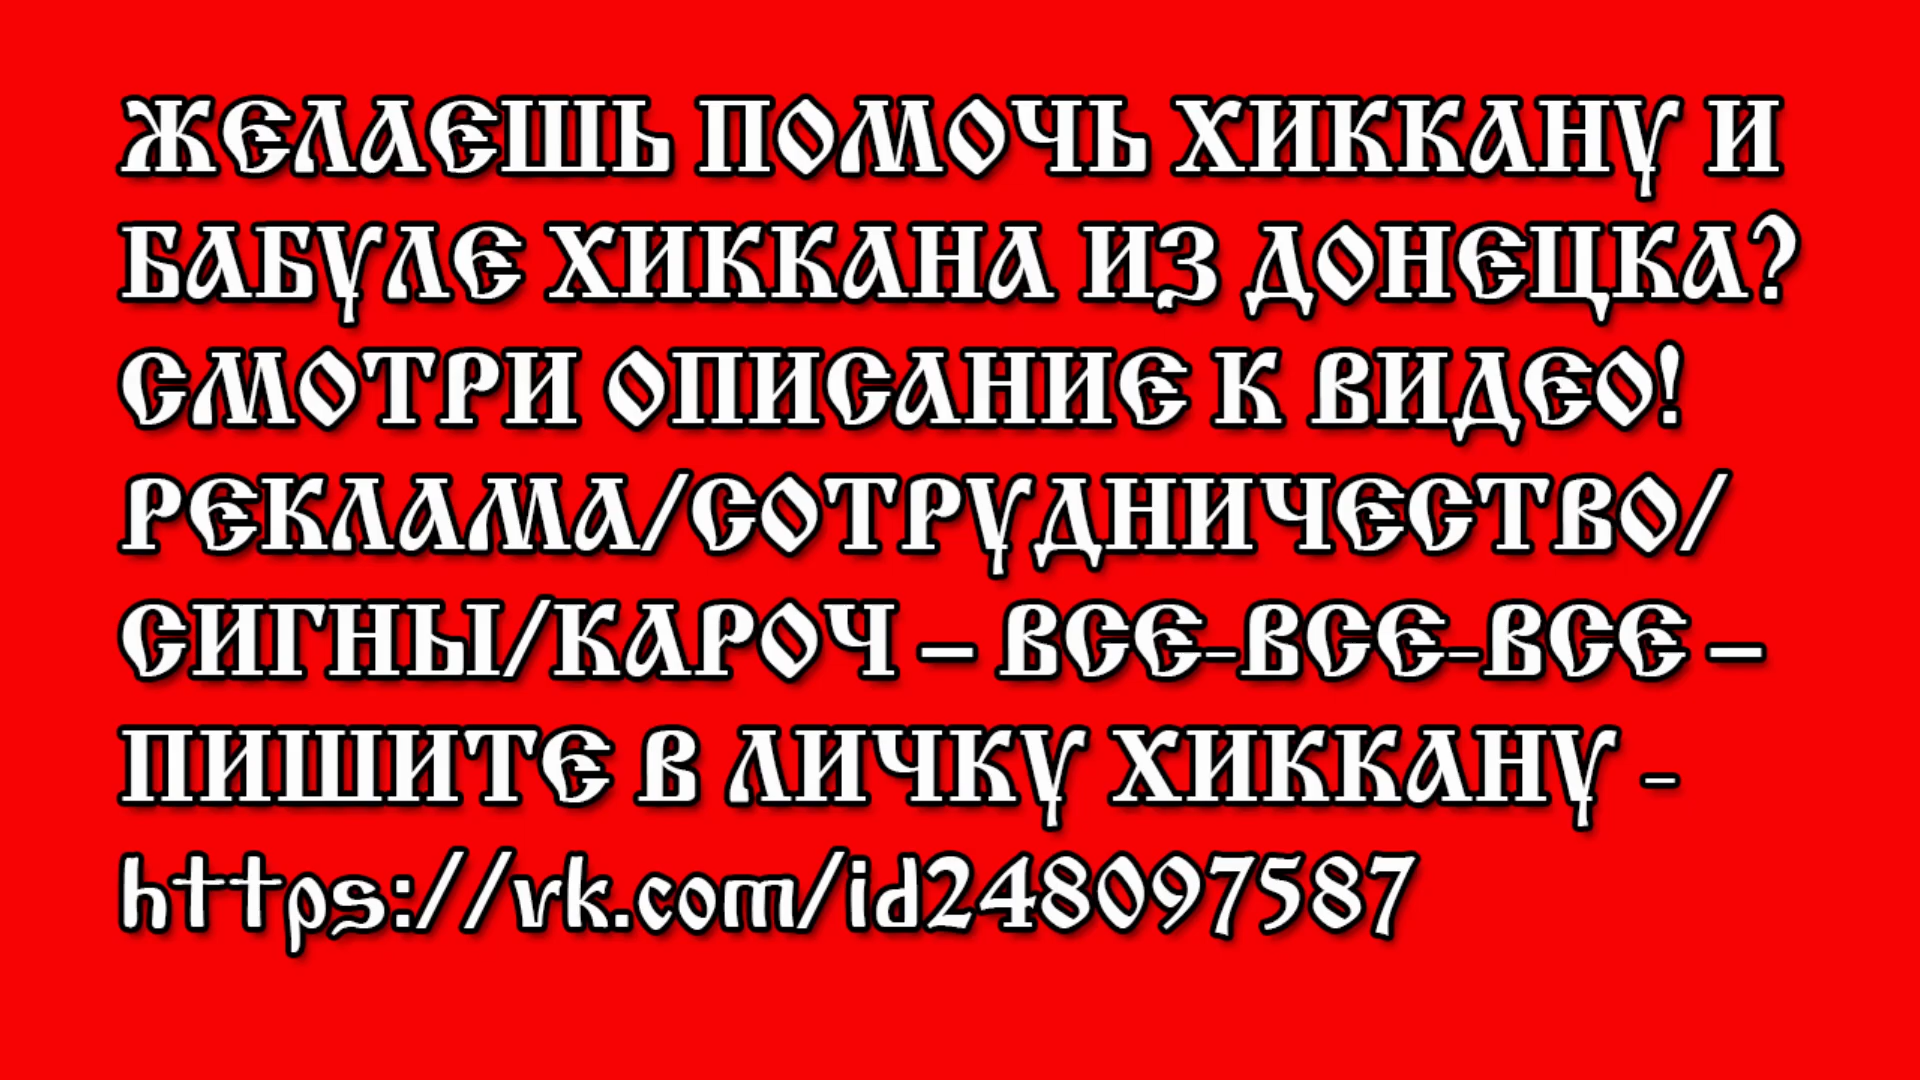 ЖЕЛАЕШЬ ПОМОЧЬ ХИККАНУ И
БАБУЛЕ ХИККАНА ИЗ ДОНЕЦКА?
СМОТРИ ОПИСАНИЕ К ВИДЕО!
РЕКЛАМА/СОТРУДНИЧЕСТВО/
СИГНЫ/КАРОЧ – ВСЕ-ВСЕ-ВСЕ –
ПИШИТЕ В ЛИЧКУ ХИККАНУ -
https://vk.com/id248097587